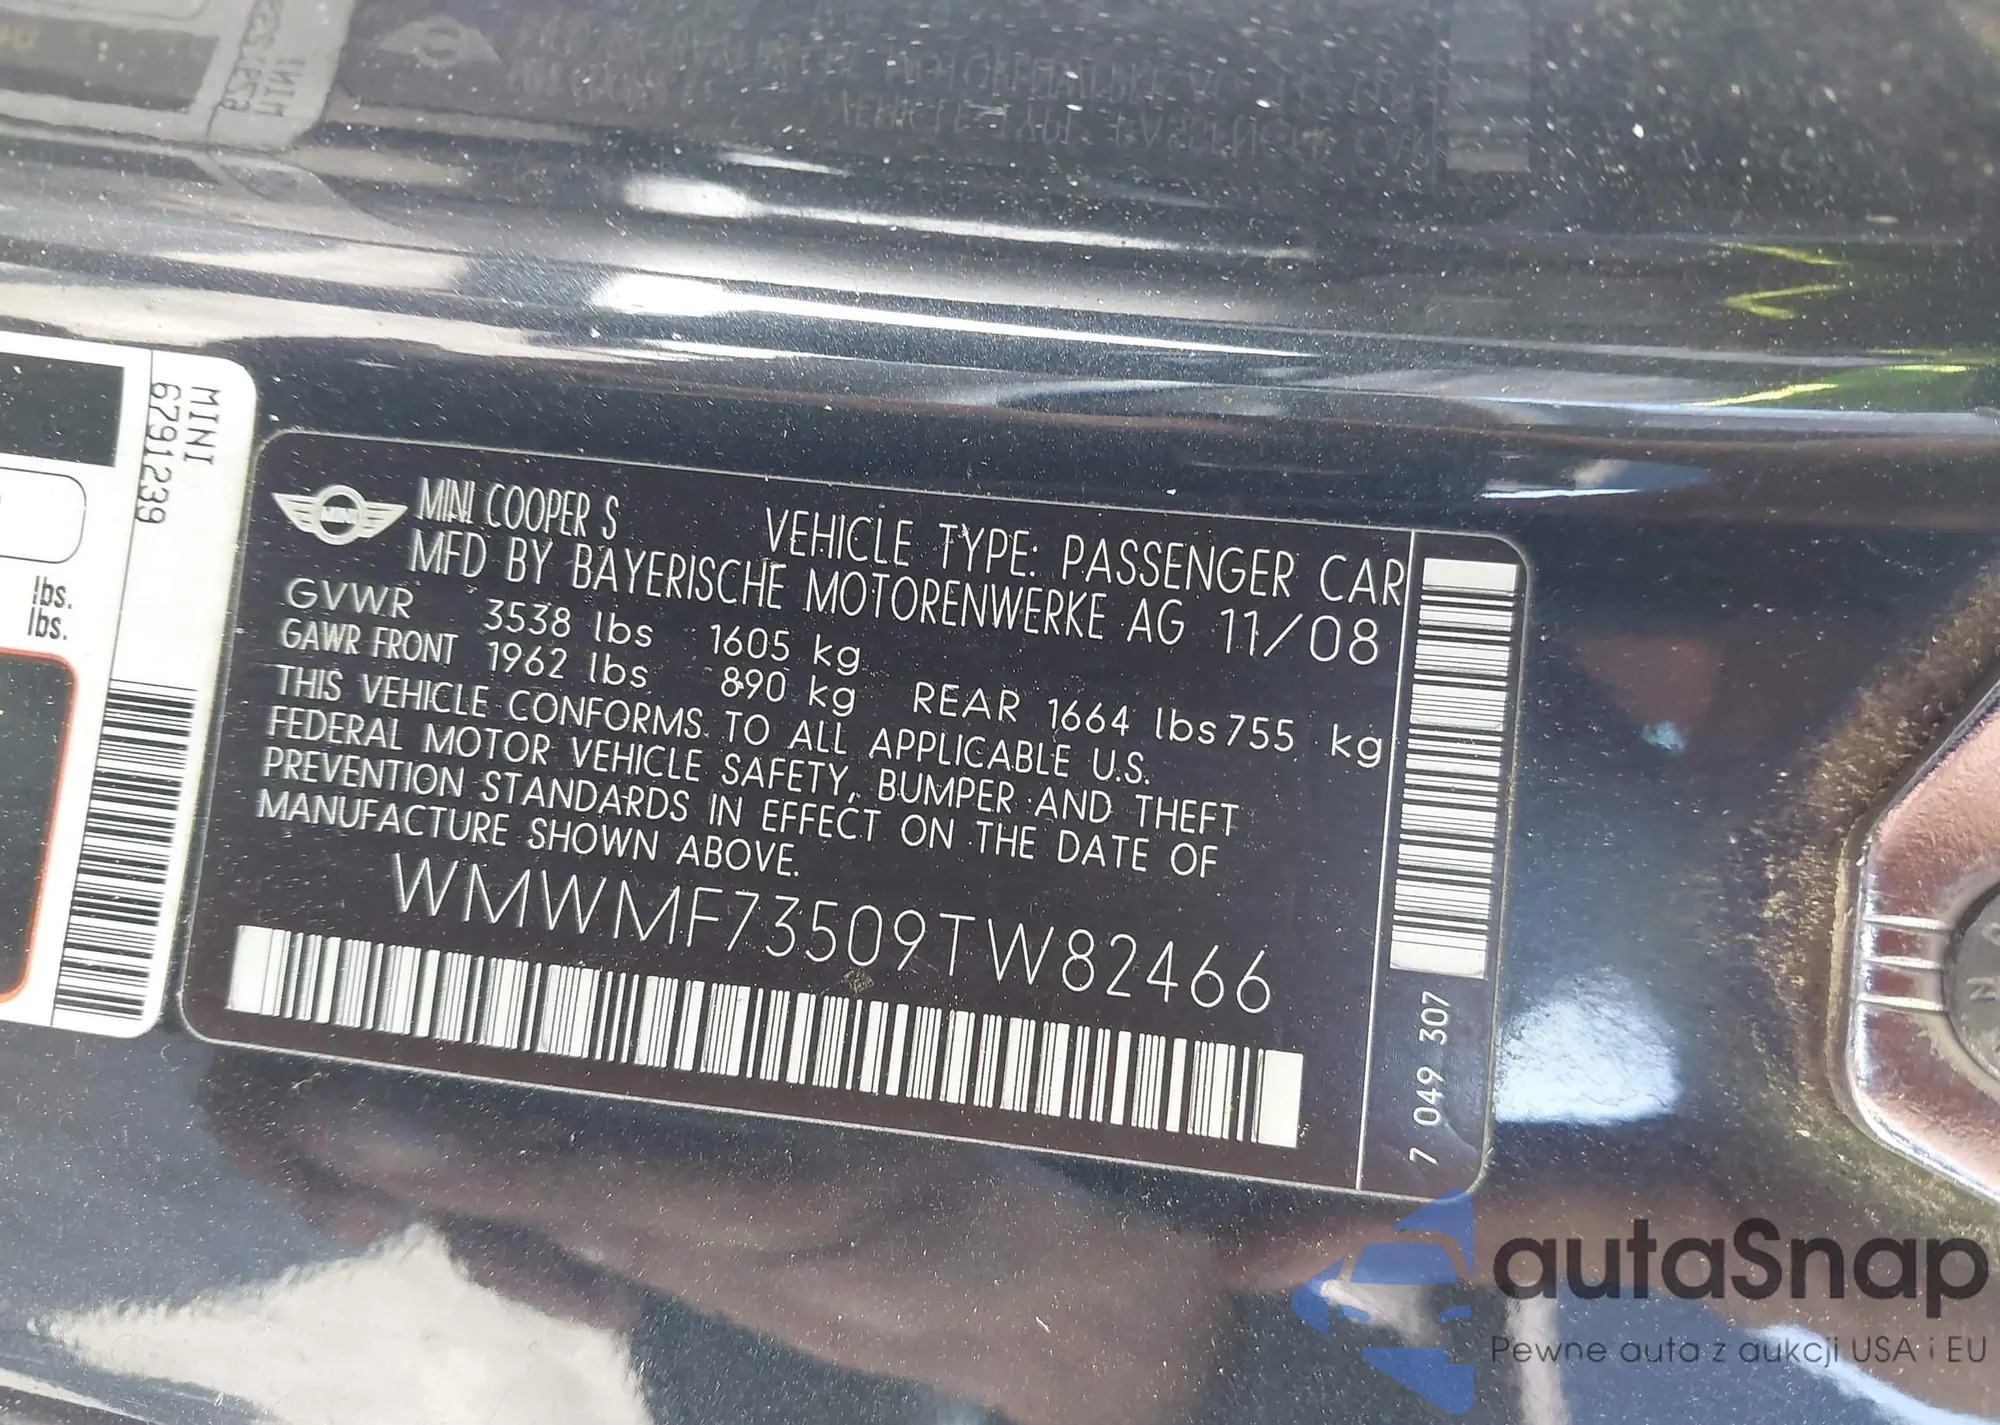 MINI
6791239
lbs.
lbs.
MINI COOPER S
VEHICLE TYPE: PASSENGER CAR
MFD BY BAYERISCHE MOTORENWERKE AG 11/08
GVWR 3538 lbs 1605 kg
GAWR FRONT 1962 lbs 890 kg REAR 1664 lbs 755 kg
THIS VEHICLE CONFORMS TO ALL APPLICABLE U.S.
FEDERAL MOTOR VEHICLE SAFETY, BUMPER AND THEFT
PREVENTION STANDARDS IN EFFECT ON THE DATE OF
MANUFACTURE SHOWN ABOVE.
WMWMF73509TW82466
7 049 307
autaSnap
Pewne auta z aukcji USA i EU